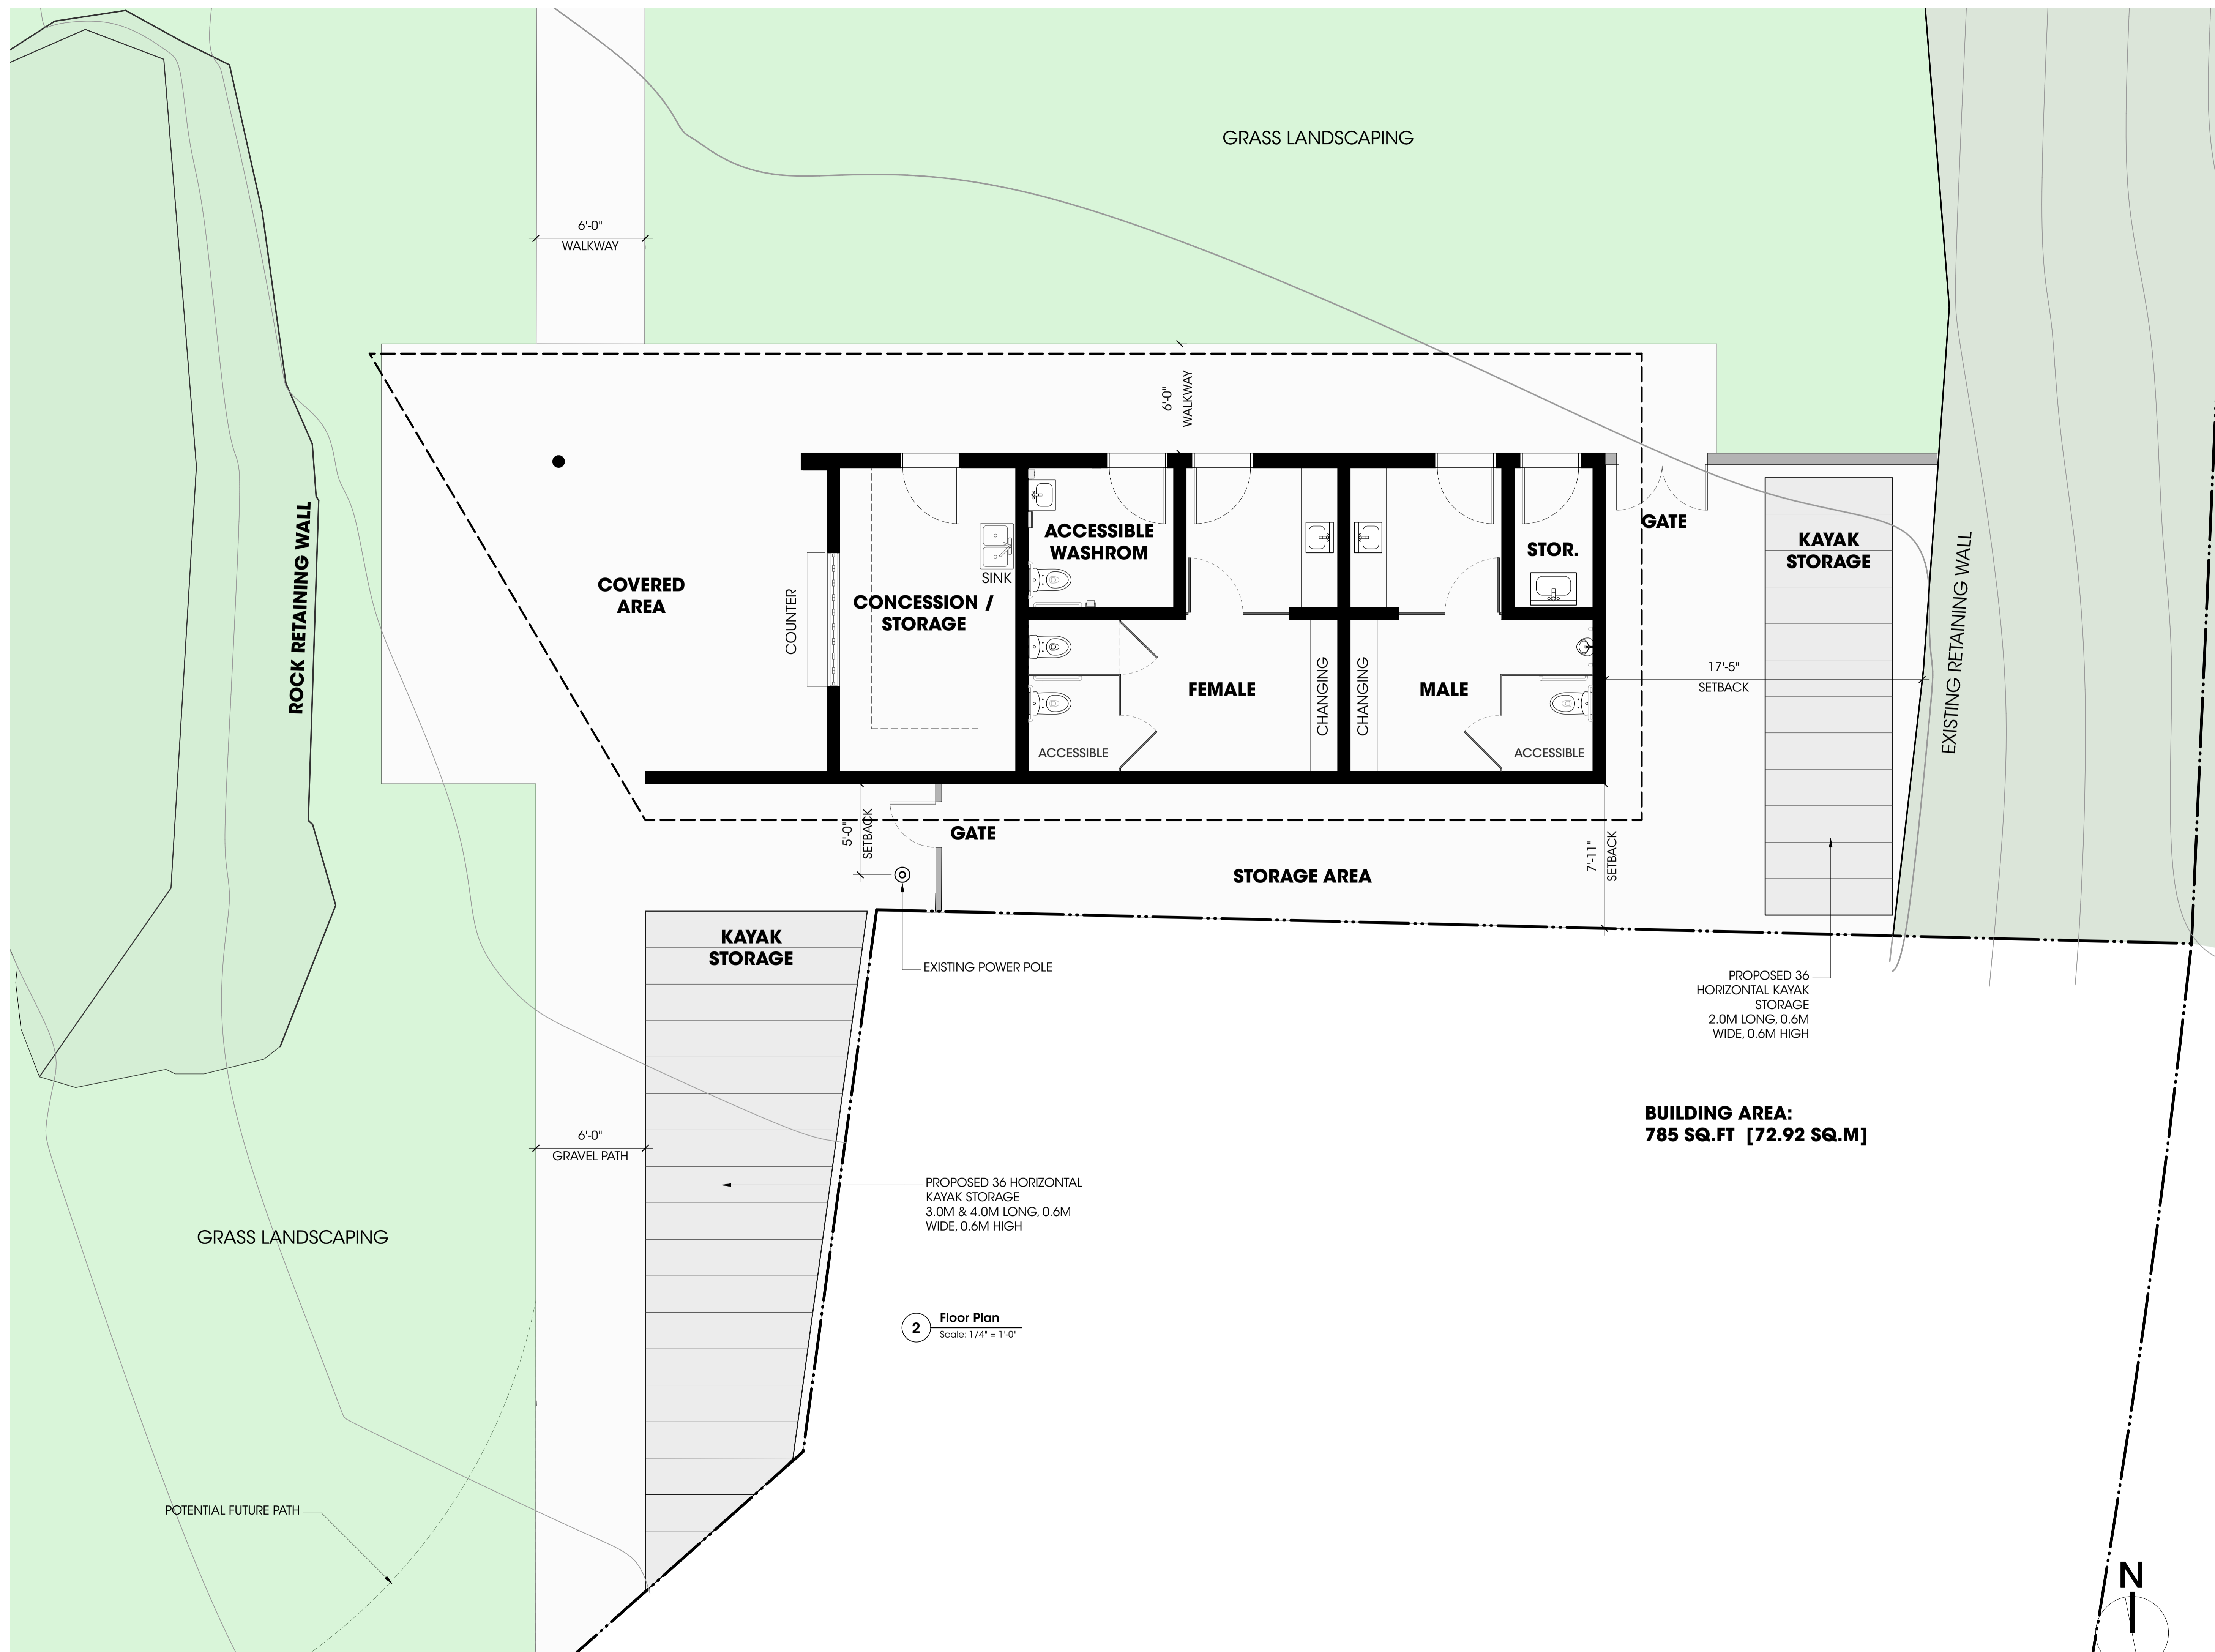 GRASS LANDSCAPING
6'-0"
WALKWAY
6'-0"
WALKWAY
ROCK RETAINING WALL
COVERED
AREA
COUNTER
CONCESSION /
STORAGE
SINK
ACCESSIBLE
WASHROM
FEMALE
ACCESSIBLE
CHANGING
CHANGING
MALE
ACCESSIBLE
STOR.
GATE
KAYAK
STORAGE
17'-5"
SETBACK
EXISTING RETAINING WALL
5'-0"
SETBACK
GATE
STORAGE AREA
7'-11"
SETBACK
KAYAK
STORAGE
EXISTING POWER POLE
PROPOSED 36
HORIZONTAL KAYAK
STORAGE
2.0M LONG, 0.6M
WIDE, 0.6M HIGH
BUILDING AREA:
785 SQ.FT [72.92 SQ.M]
6'-0"
GRAVEL PATH
PROPOSED 36 HORIZONTAL
KAYAK STORAGE
3.0M & 4.0M LONG, 0.6M
WIDE, 0.6M HIGH
GRASS LANDSCAPING
2
Floor Plan
Scale: 1/4" = 1'-0"
POTENTIAL FUTURE PATH
N